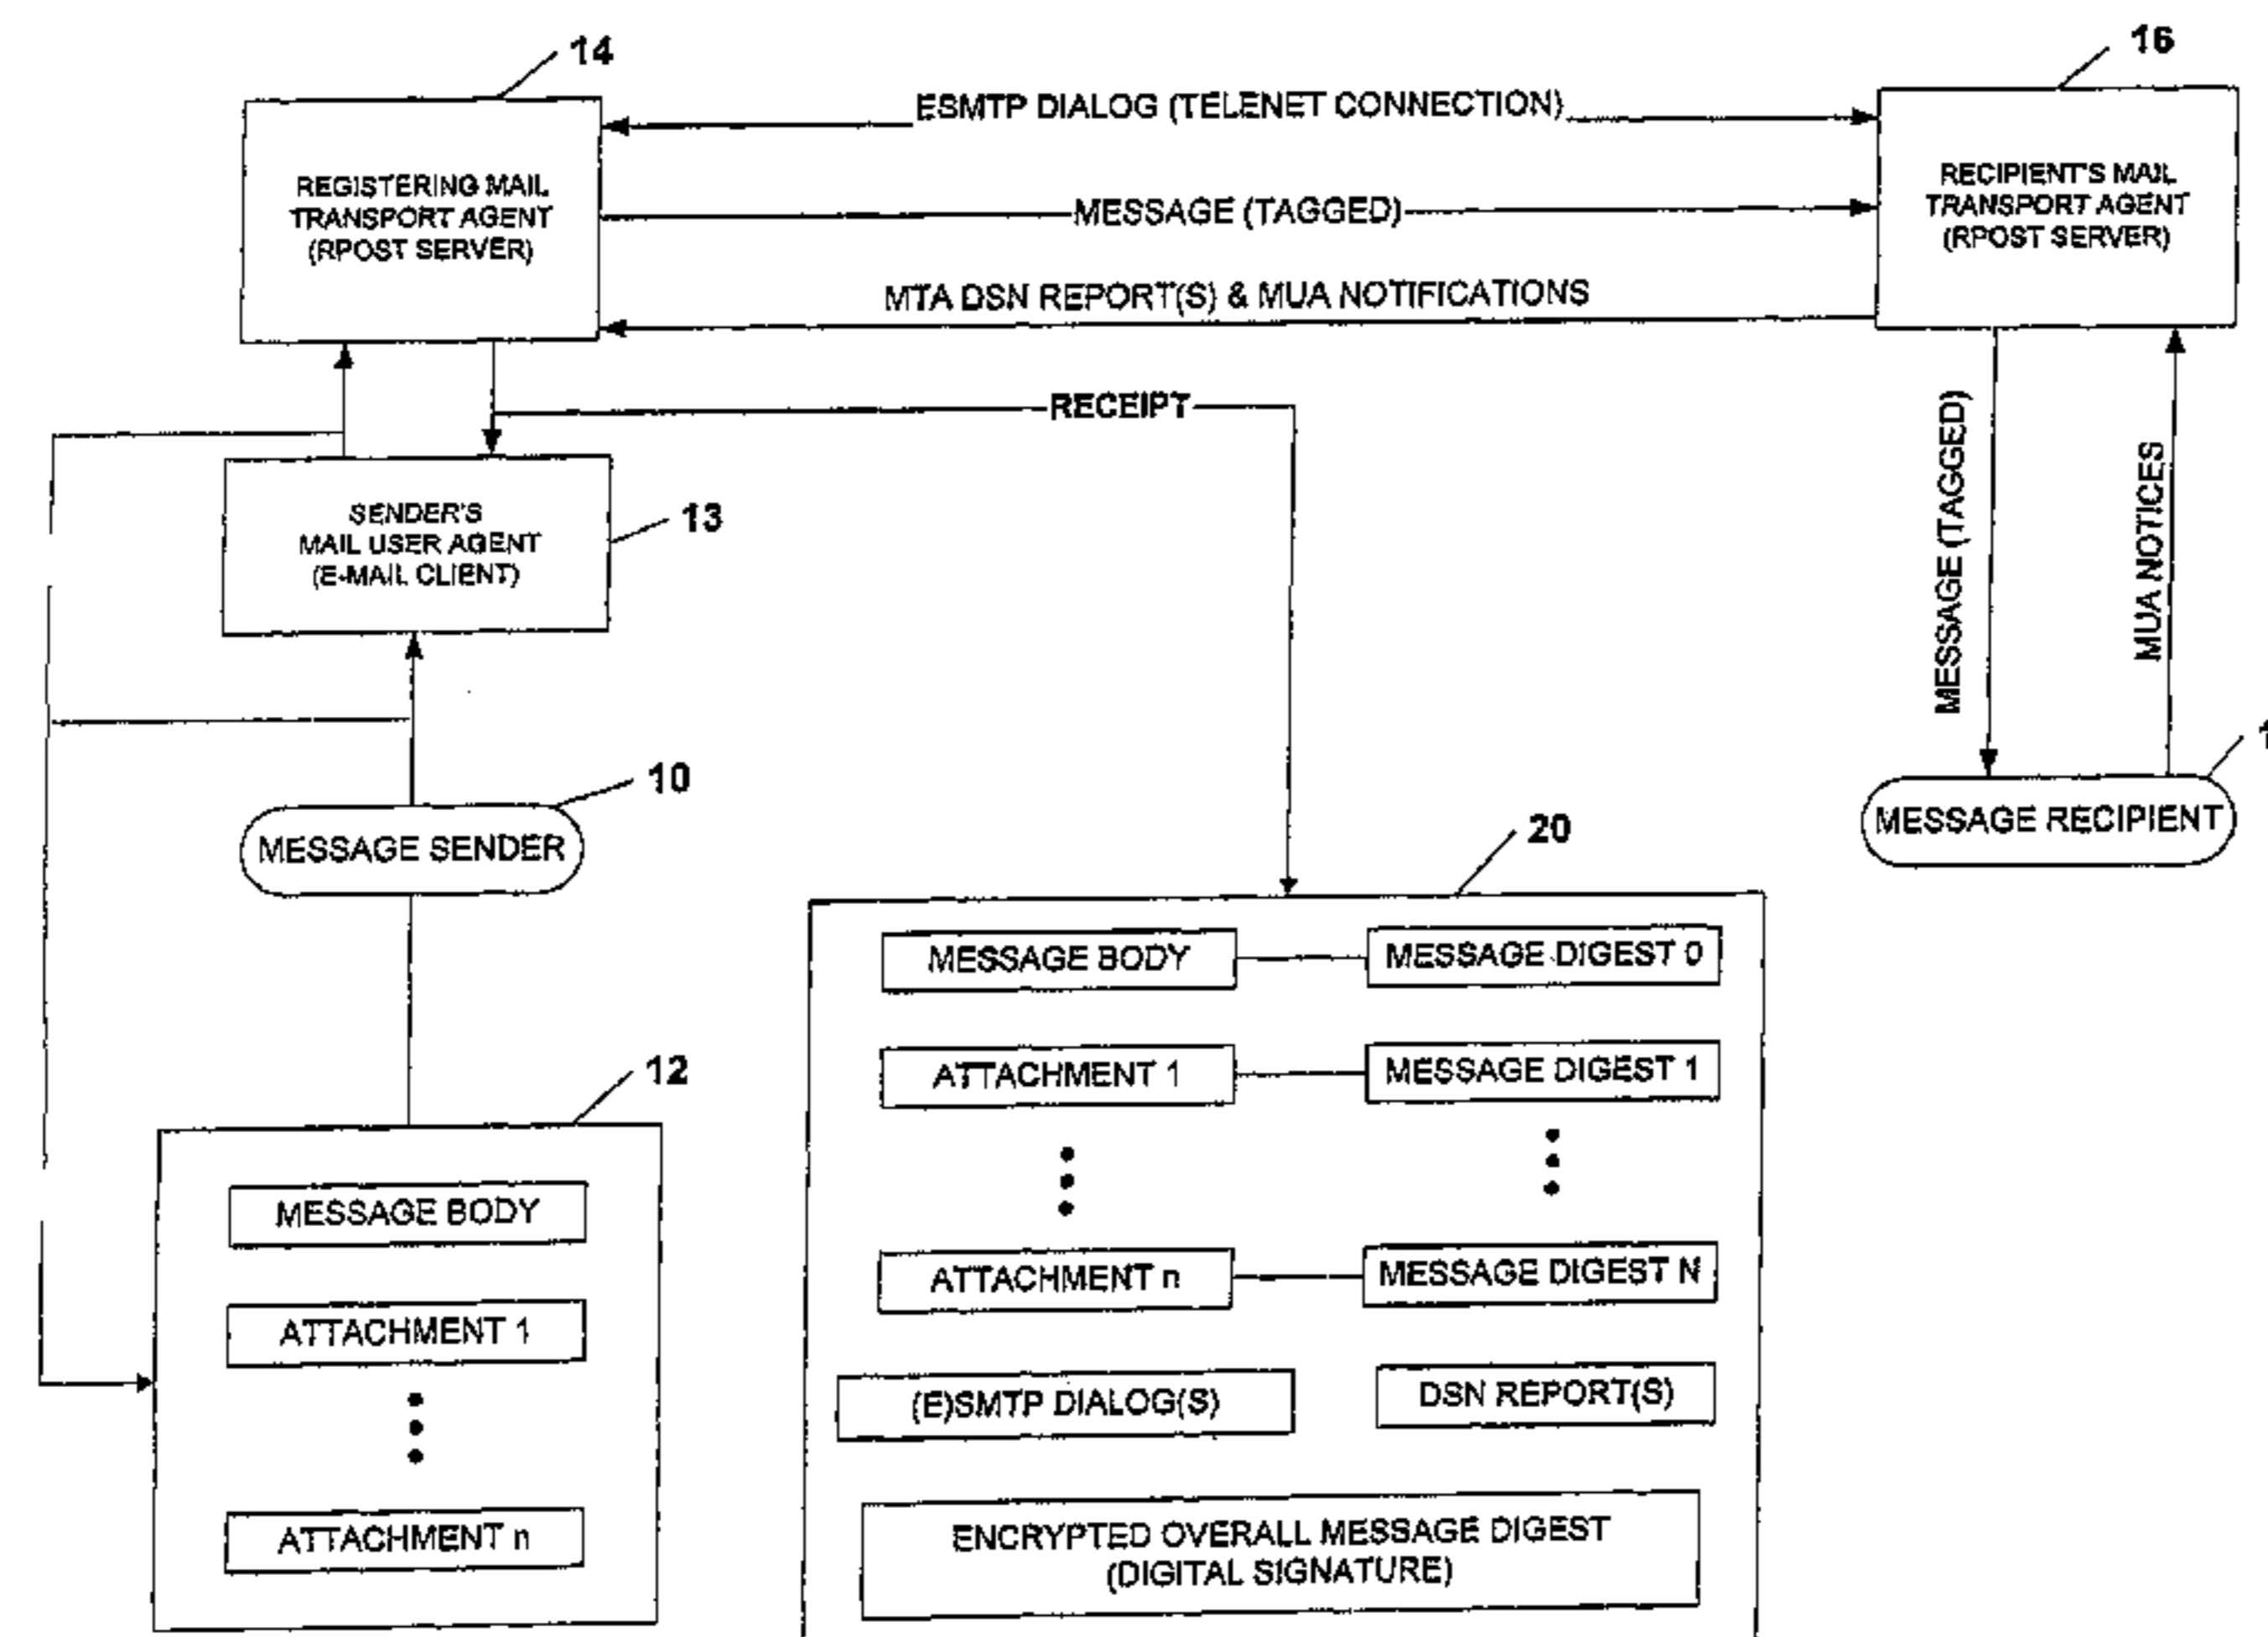 14
16
ESMTP DIALOG (TELENET CONNECTION)
REGISTERING MAIL
TRANSPORT AGENT
(RPOST SERVER)
RECIPIENT'S MAIL
TRANSPORT AGENT
(RPOST SERVER)
MESSAGE (TAGGED)
MTA DSN REPORT(S) & MUA NOTIFICATIONS
RECEIPT
SENDER'S
MAIL USER AGENT
(E-MAIL CLIENT)
13
MESSAGE (TAGGED)
MUA NOTICES
10
MESSAGE SENDER
MESSAGE RECIPIENT
20
MESSAGE BODY
MESSAGE DIGEST 0
ATTACHMENT 1
MESSAGE DIGEST 1
ATTACHMENT n
MESSAGE DIGEST N
(E)SMTP DIALOG(S)
DSN REPORT(S)
ENCRYPTED OVERALL MESSAGE DIGEST
(DIGITAL SIGNATURE)
12
MESSAGE BODY
ATTACHMENT 1
ATTACHMENT n